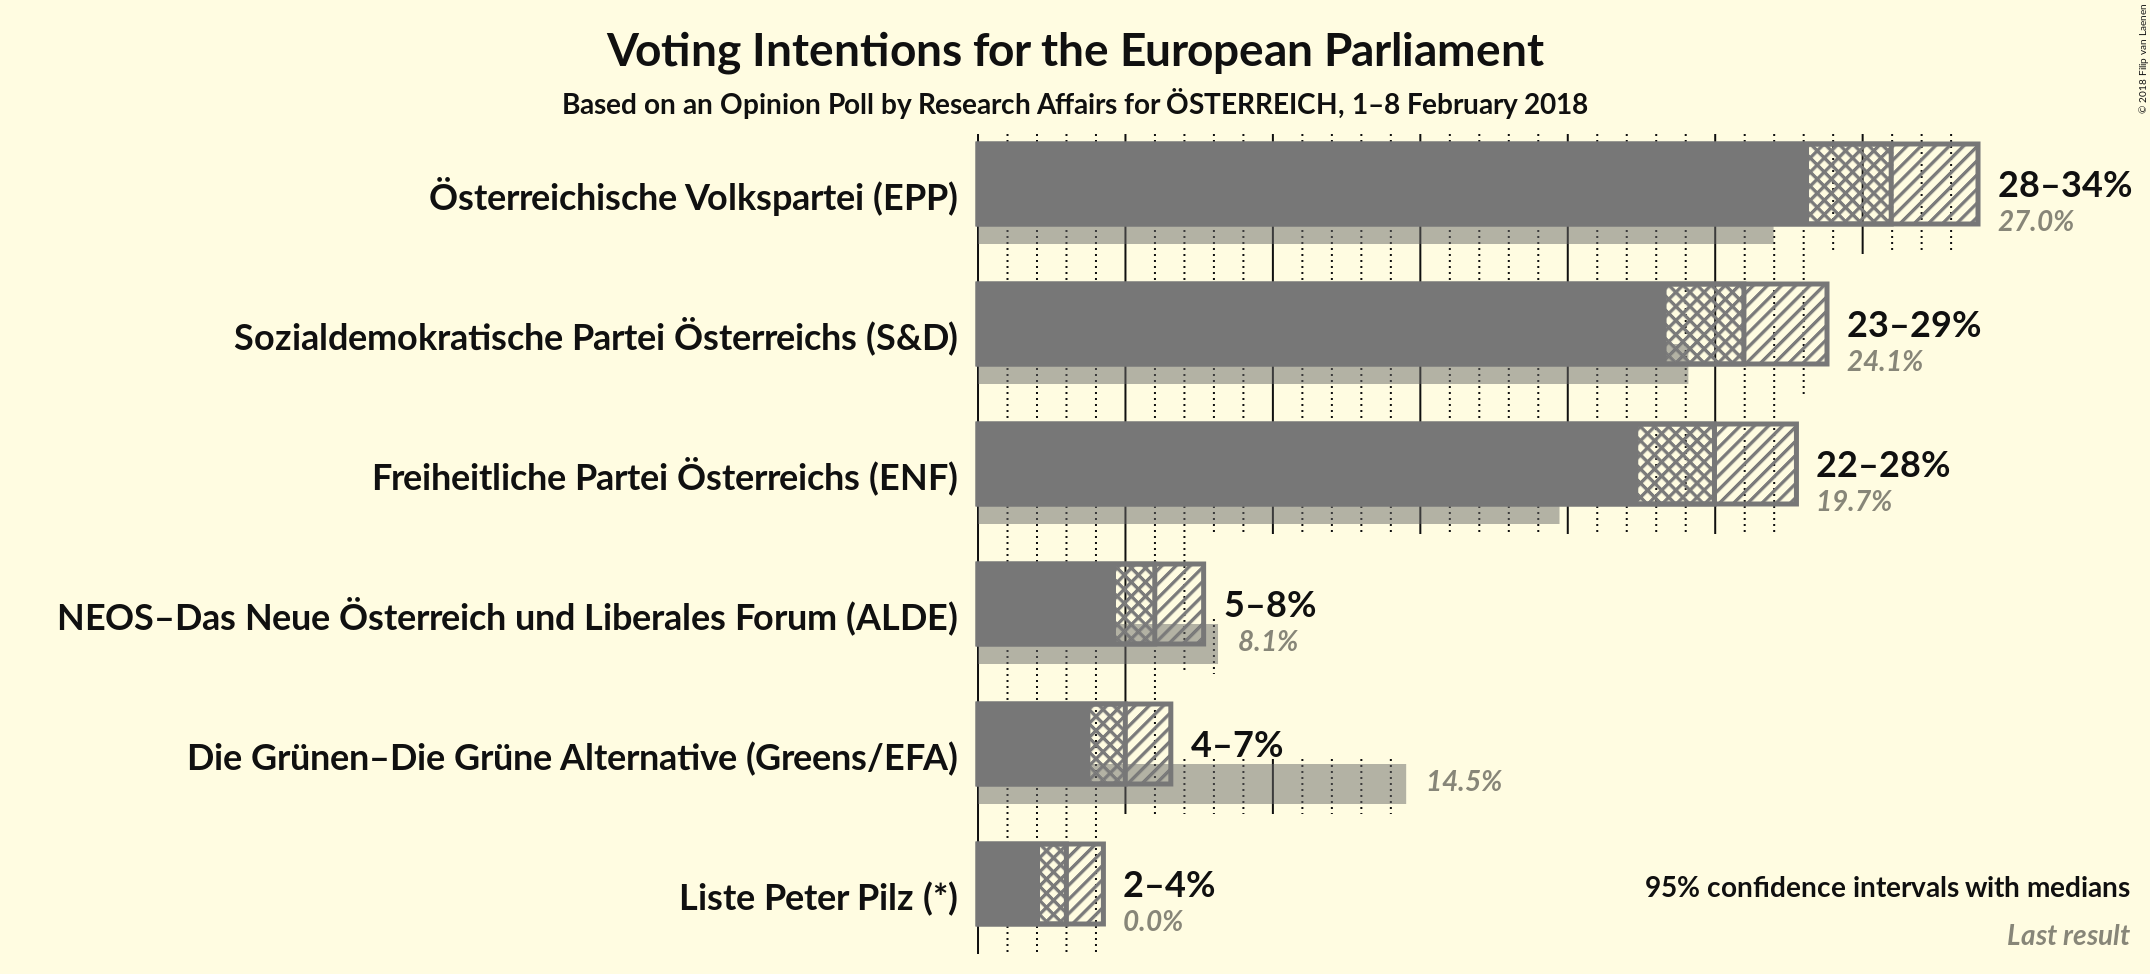 Voting Intentions for the European Parliament
Based on an Opinion Poll by Research Affairs for ÖSTERREICH, 1–8 February 2018
© 2018 Filip van Laenen
Österreichische Volkspartei (EPP)
28–34%
27.0%
Sozialdemokratische Partei Österreichs (S&D)
23–29%
24.1%
Freiheitliche Partei Österreichs (ENF)
22–28%
19.7%
NEOS–Das Neue Österreich und Liberales Forum (ALDE)
5–8%
8.1%
Die Grünen–Die Grüne Alternative (Greens/EFA)
4–7%
14.5%
Liste Peter Pilz (*)
2–4%
0.0%
95% confidence intervals with medians
Last result